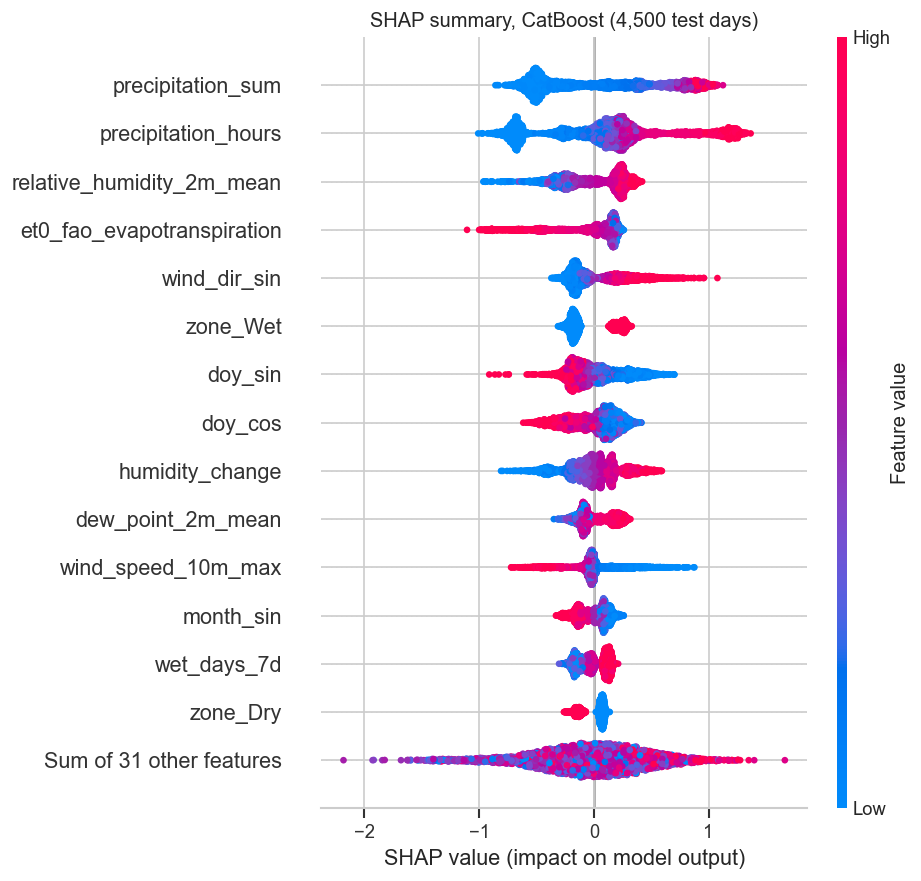 SHAP summary, CatBoost (4,500 test days)
High
precipitation_sum
precipitation_hours
relative_humidity_2m_mean
et0_fao_evapotranspiration
wind_dir_sin
zone_Wet
doy_sin
doy_cos
humidity_change
dew_point_2m_mean
wind_speed_10m_max
month_sin
wet_days_7d
zone_Dry
Sum of 31 other features
Feature value
Low
−2 −1 0 1
SHAP value (impact on model output)